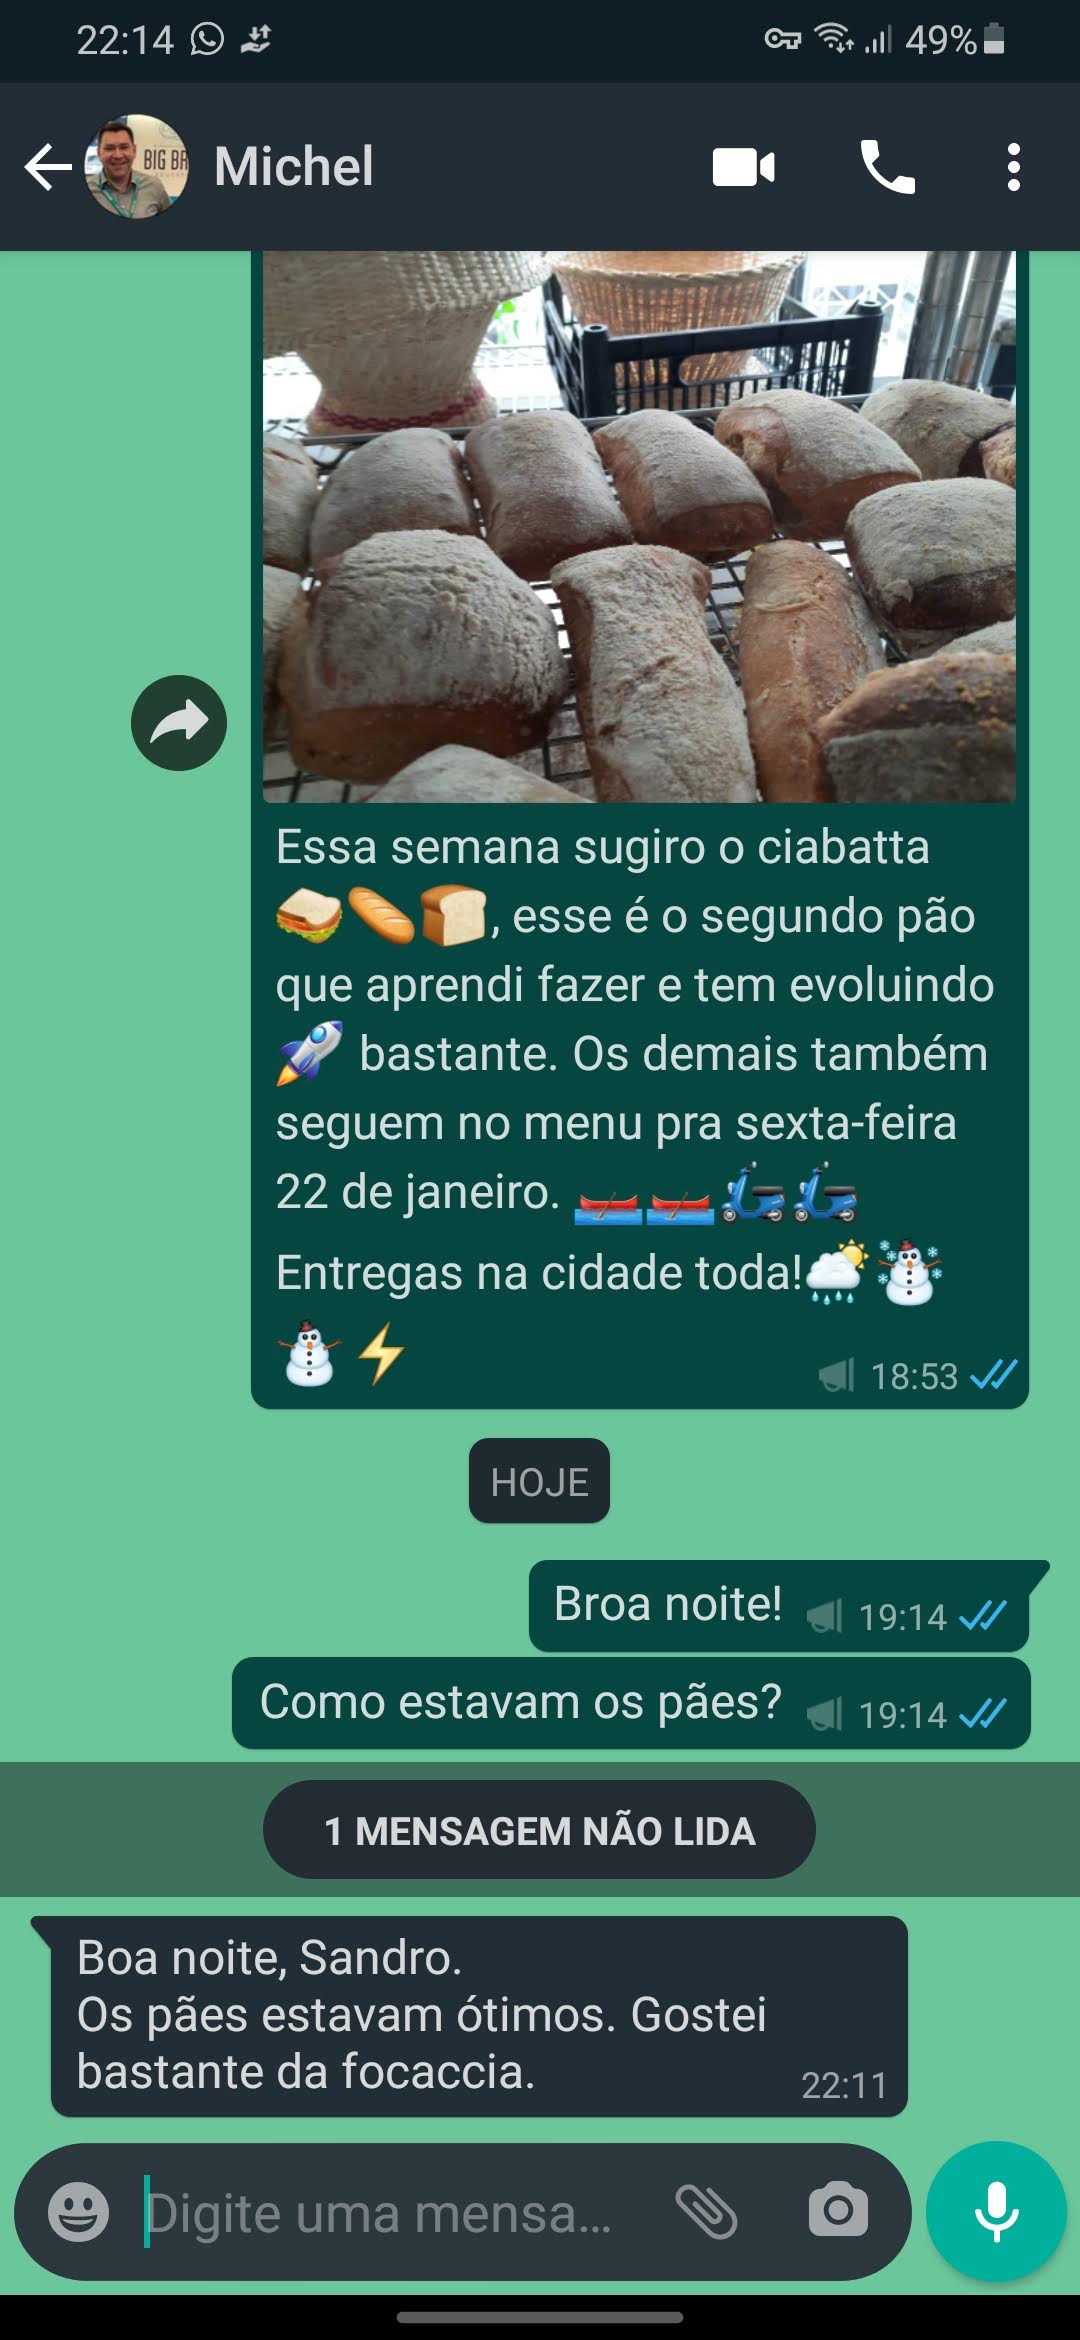 22:14
49%
BIG BR
Michel
Essa semana sugiro o ciabatta
🥪🥖🍞, esse é o segundo pão
que aprendi fazer e tem evoluindo
🚀 bastante. Os demais também
seguem no menu pra sexta-feira
22 de janeiro. 🛶🛶🛵🛵
Entregas na cidade toda!🌦️☃️
⛄⚡
18:53
HOJE
Broa noite! 19:14
Como estavam os pães? 19:14
1 MENSAGEM NÃO LIDA
Boa noite, Sandro.
Os pães estavam ótimos. Gostei
bastante da focaccia.
22:11
Digite uma mensa...